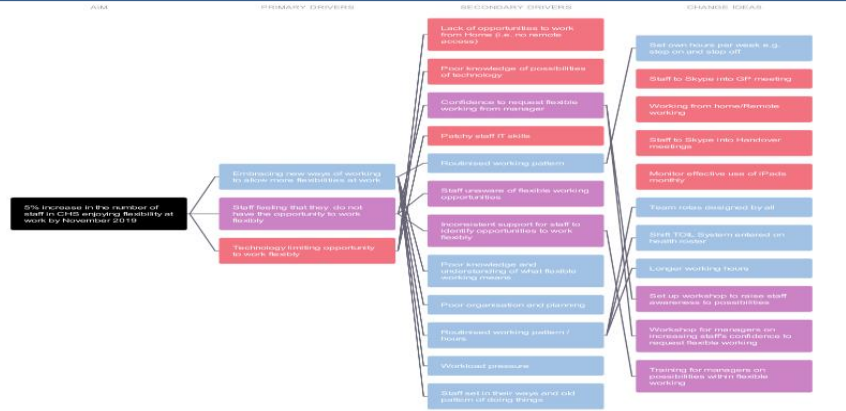 AIM
PRIMARY DRIVERS
SECONDARY DRIVERS
CHANGE IDEAS
5% increase in the number of
staff in CHS enjoying flexibility at
work by November 2019
Embracing new ways of working
to allow more flexibilities at work
Staff feeling that they do not
have the opportunity to work
flexibly
Technology limiting opportunity
to work flexibly
Lack of opportunities to work
from Home (i.e. no remote
access)
Poor knowledge of possibilities
of technology
Confidence to request flexible
working from manager
Patchy staff IT skills
Routinised working pattern
Staff unaware of flexible working
opportunities
Inconsistent support for staff to
identify opportunities to work
flexibly
Poor knowledge and
understanding of what flexible
working means
Poor organisation and planning
Routinised working pattern /
hours
Workload pressure
Staff set in their ways and old
pattern of doing things
Set own hours per week e.g.
step on and step off
Staff to Skype into GP meeting
Working from home/Remote
working
Staff to Skype into Handover
meetings
Monitor effective use of iPads
monthly
Team rotas designed by all
Shift TOIL System entered on
health roster
Longer working hours
Set up workshop to raise staff
awareness to possibilities
Workshop for managers on
increasing staff's confidence to
request flexible working
Training for managers on
possibilities within flexible
working